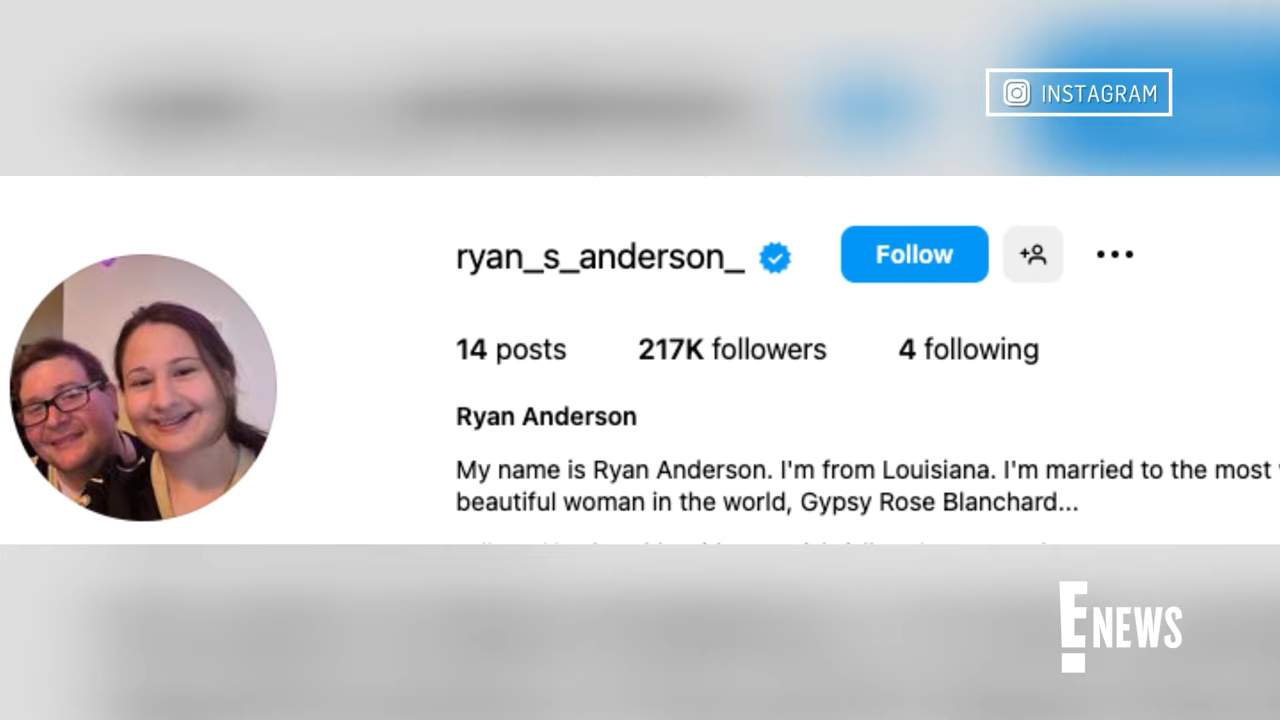 INSTAGRAM
ryan_s_anderson_
Follow
14 posts 217K followers 4 following
Ryan Anderson
My name is Ryan Anderson. I'm from Louisiana. I'm married to the most
beautiful woman in the world, Gypsy Rose Blanchard...
E! NEWS